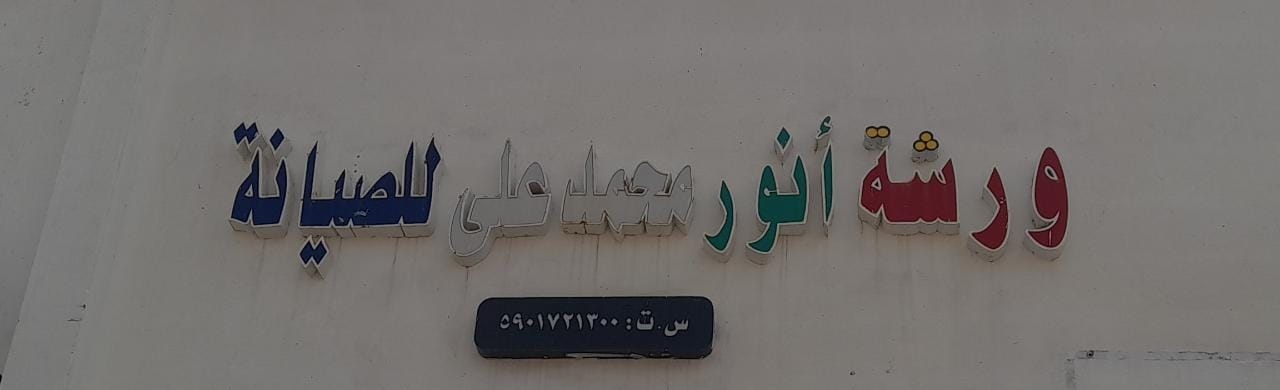 ورشة أنور محمد على للصيانة
س.ت: ٥٩٠١٧٢١٣٠٠